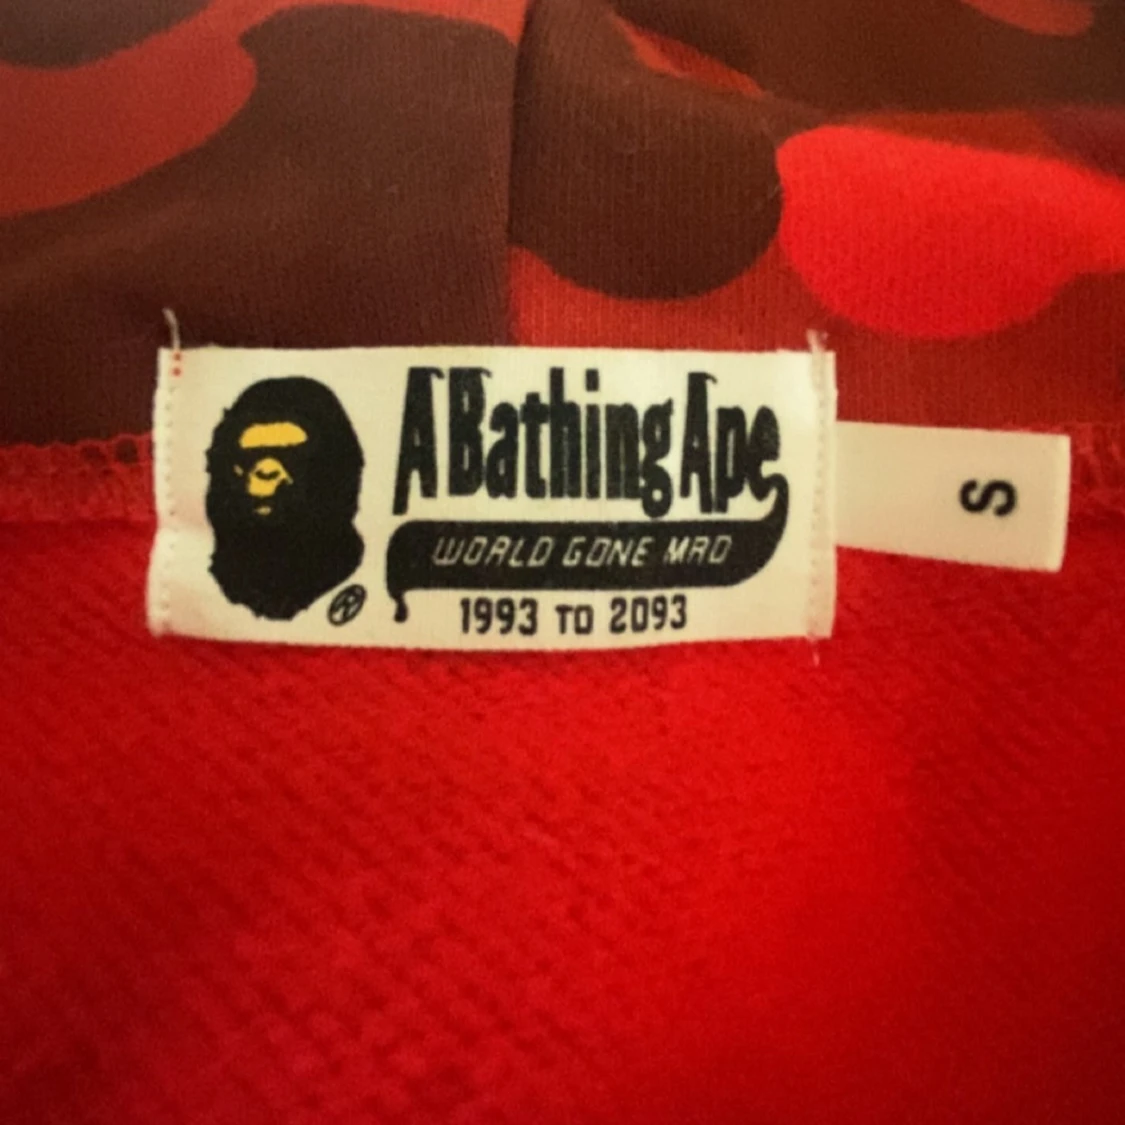 A Bathing Ape
WORLD GONE MAD
1993 TO 2093
®
S